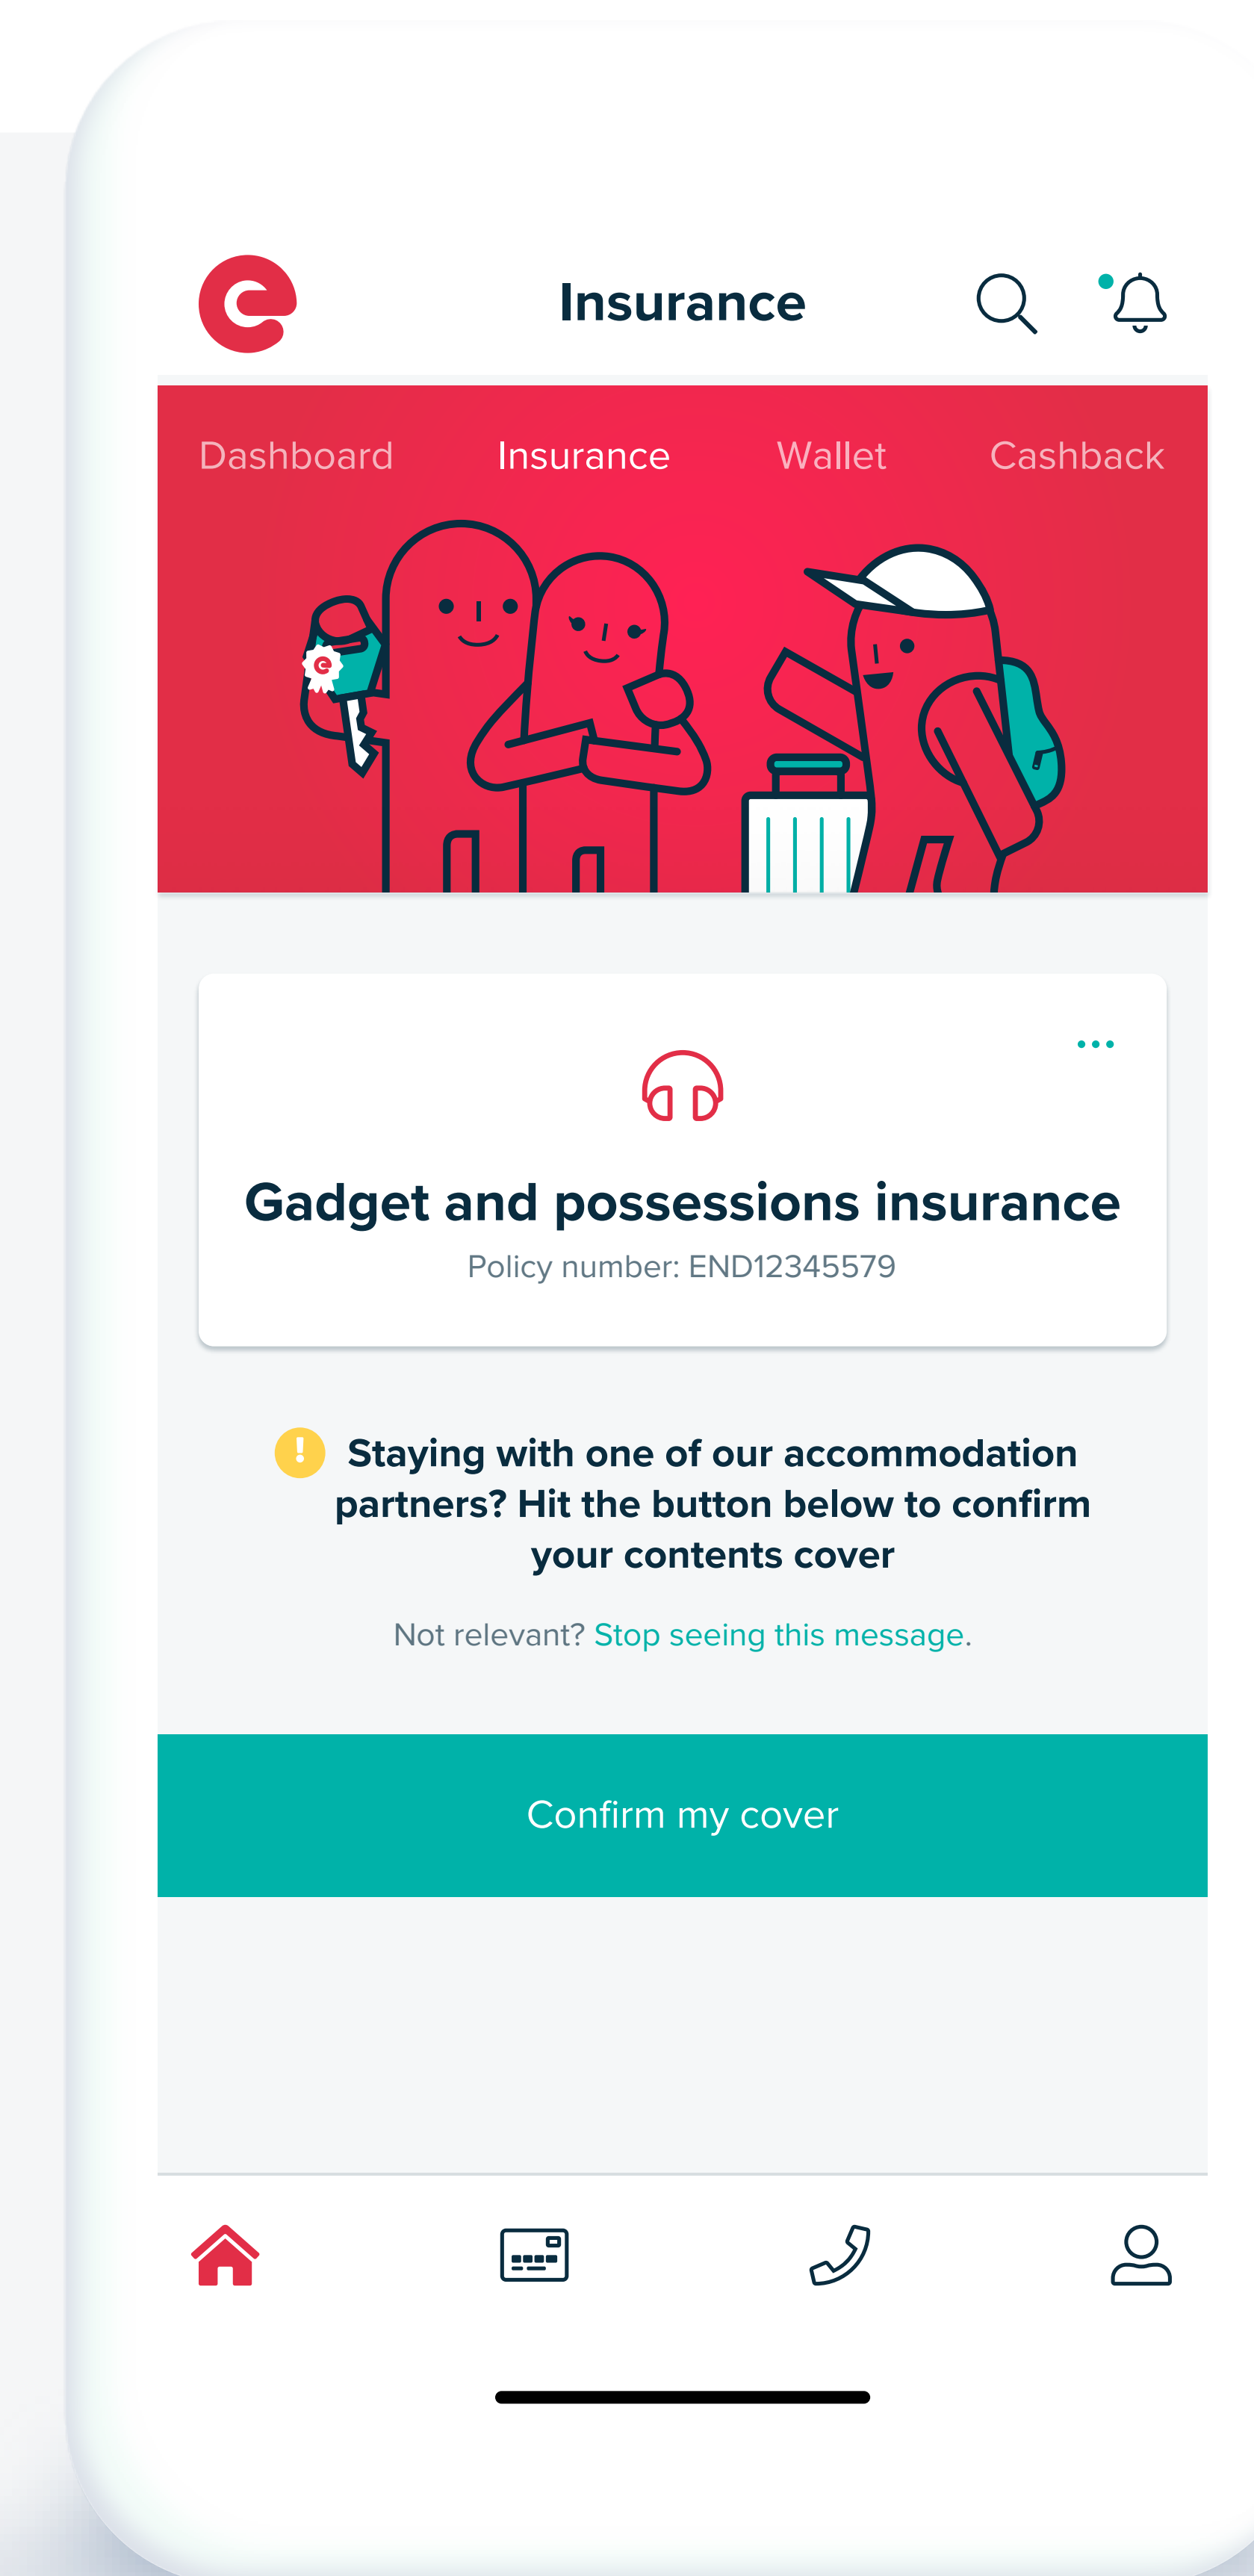 Insurance
Dashboard Insurance Wallet Cashback
Gadget and possessions insurance
Policy number: END12345579
Staying with one of our accommodation
partners? Hit the button below to confirm
your contents cover
Not relevant? Stop seeing this message.
Confirm my cover